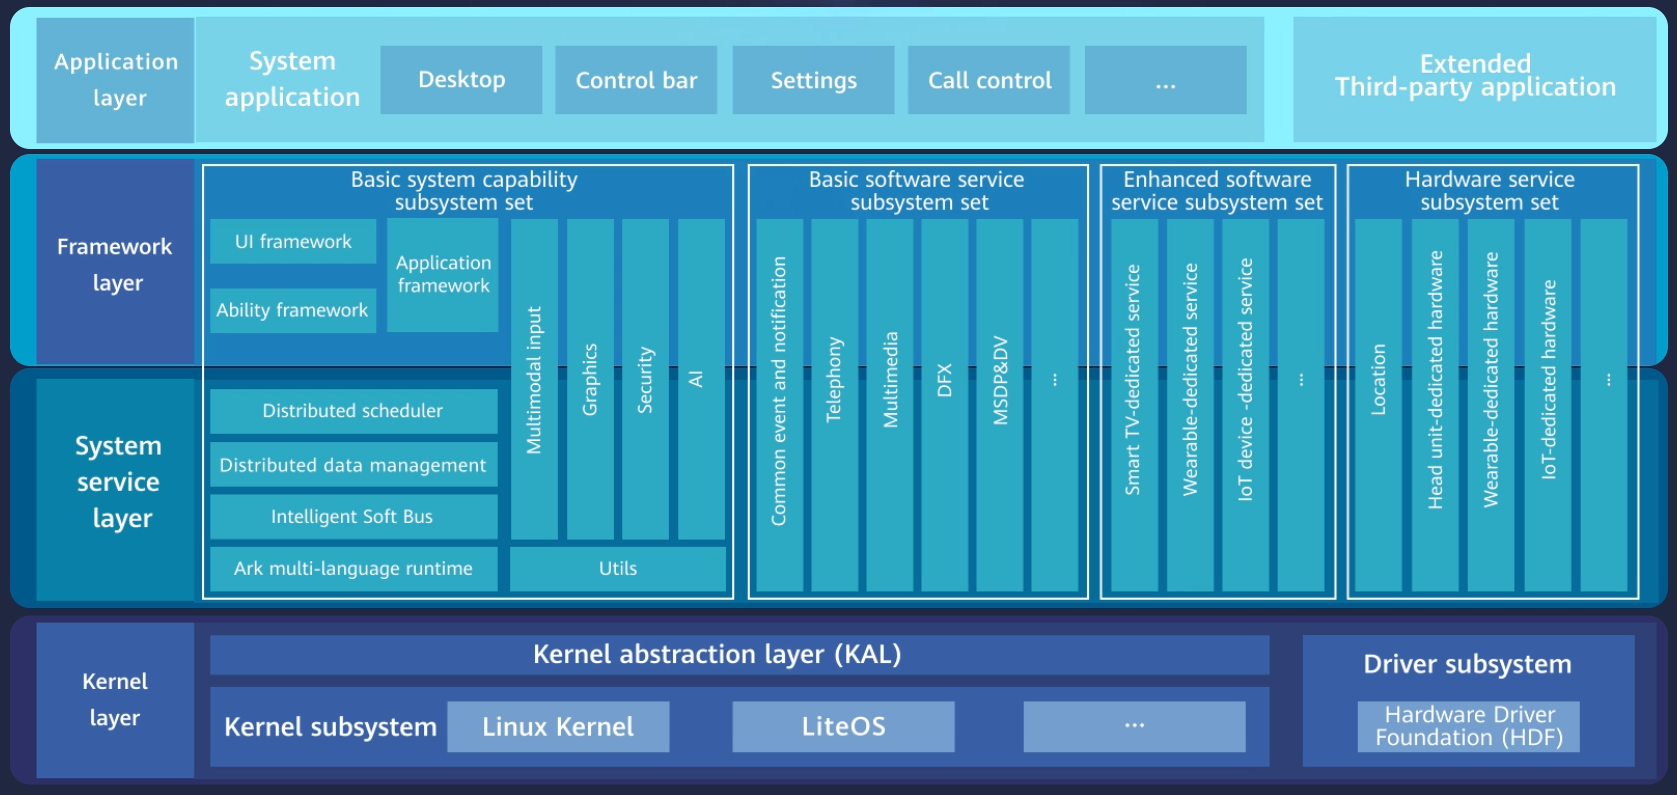 Application
layer
System
application
Desktop
Control bar
Settings
Call control
...
Extended
Third-party application
Framework
layer
Basic system capability
subsystem set
UI framework
Ability framework
Application
framework
Multimodal input
Graphics
Security
AI
Basic software service
subsystem set
Common event and notification
Telephony
Multimedia
DFX
MSDP&DV
...
Enhanced software
service subsystem set
Smart TV-dedicated service
Wearable-dedicated service
IoT device -dedicated service
...
Hardware service
subsystem set
Location
Head unit-dedicated hardware
Wearable-dedicated hardware
IoT-dedicated hardware
...
System
service
layer
Distributed scheduler
Distributed data management
Intelligent Soft Bus
Ark multi-language runtime
Utils
Kernel
layer
Kernel abstraction layer (KAL)
Kernel subsystem
Linux Kernel
LiteOS
...
Driver subsystem
Hardware Driver
Foundation (HDF)